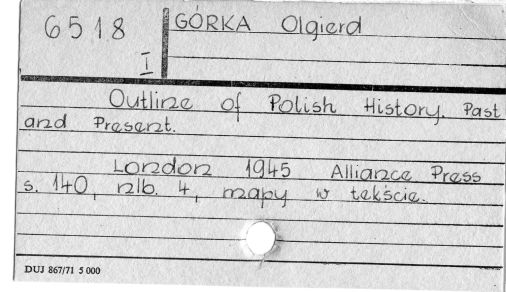 6518 GÓRKA Olgierd
I
Outline of Polish History. Past
and Present.
London 1945 Alliance Press
s. 140, nlb. 4, mapy w tekście.
DUJ 867/71 5 000